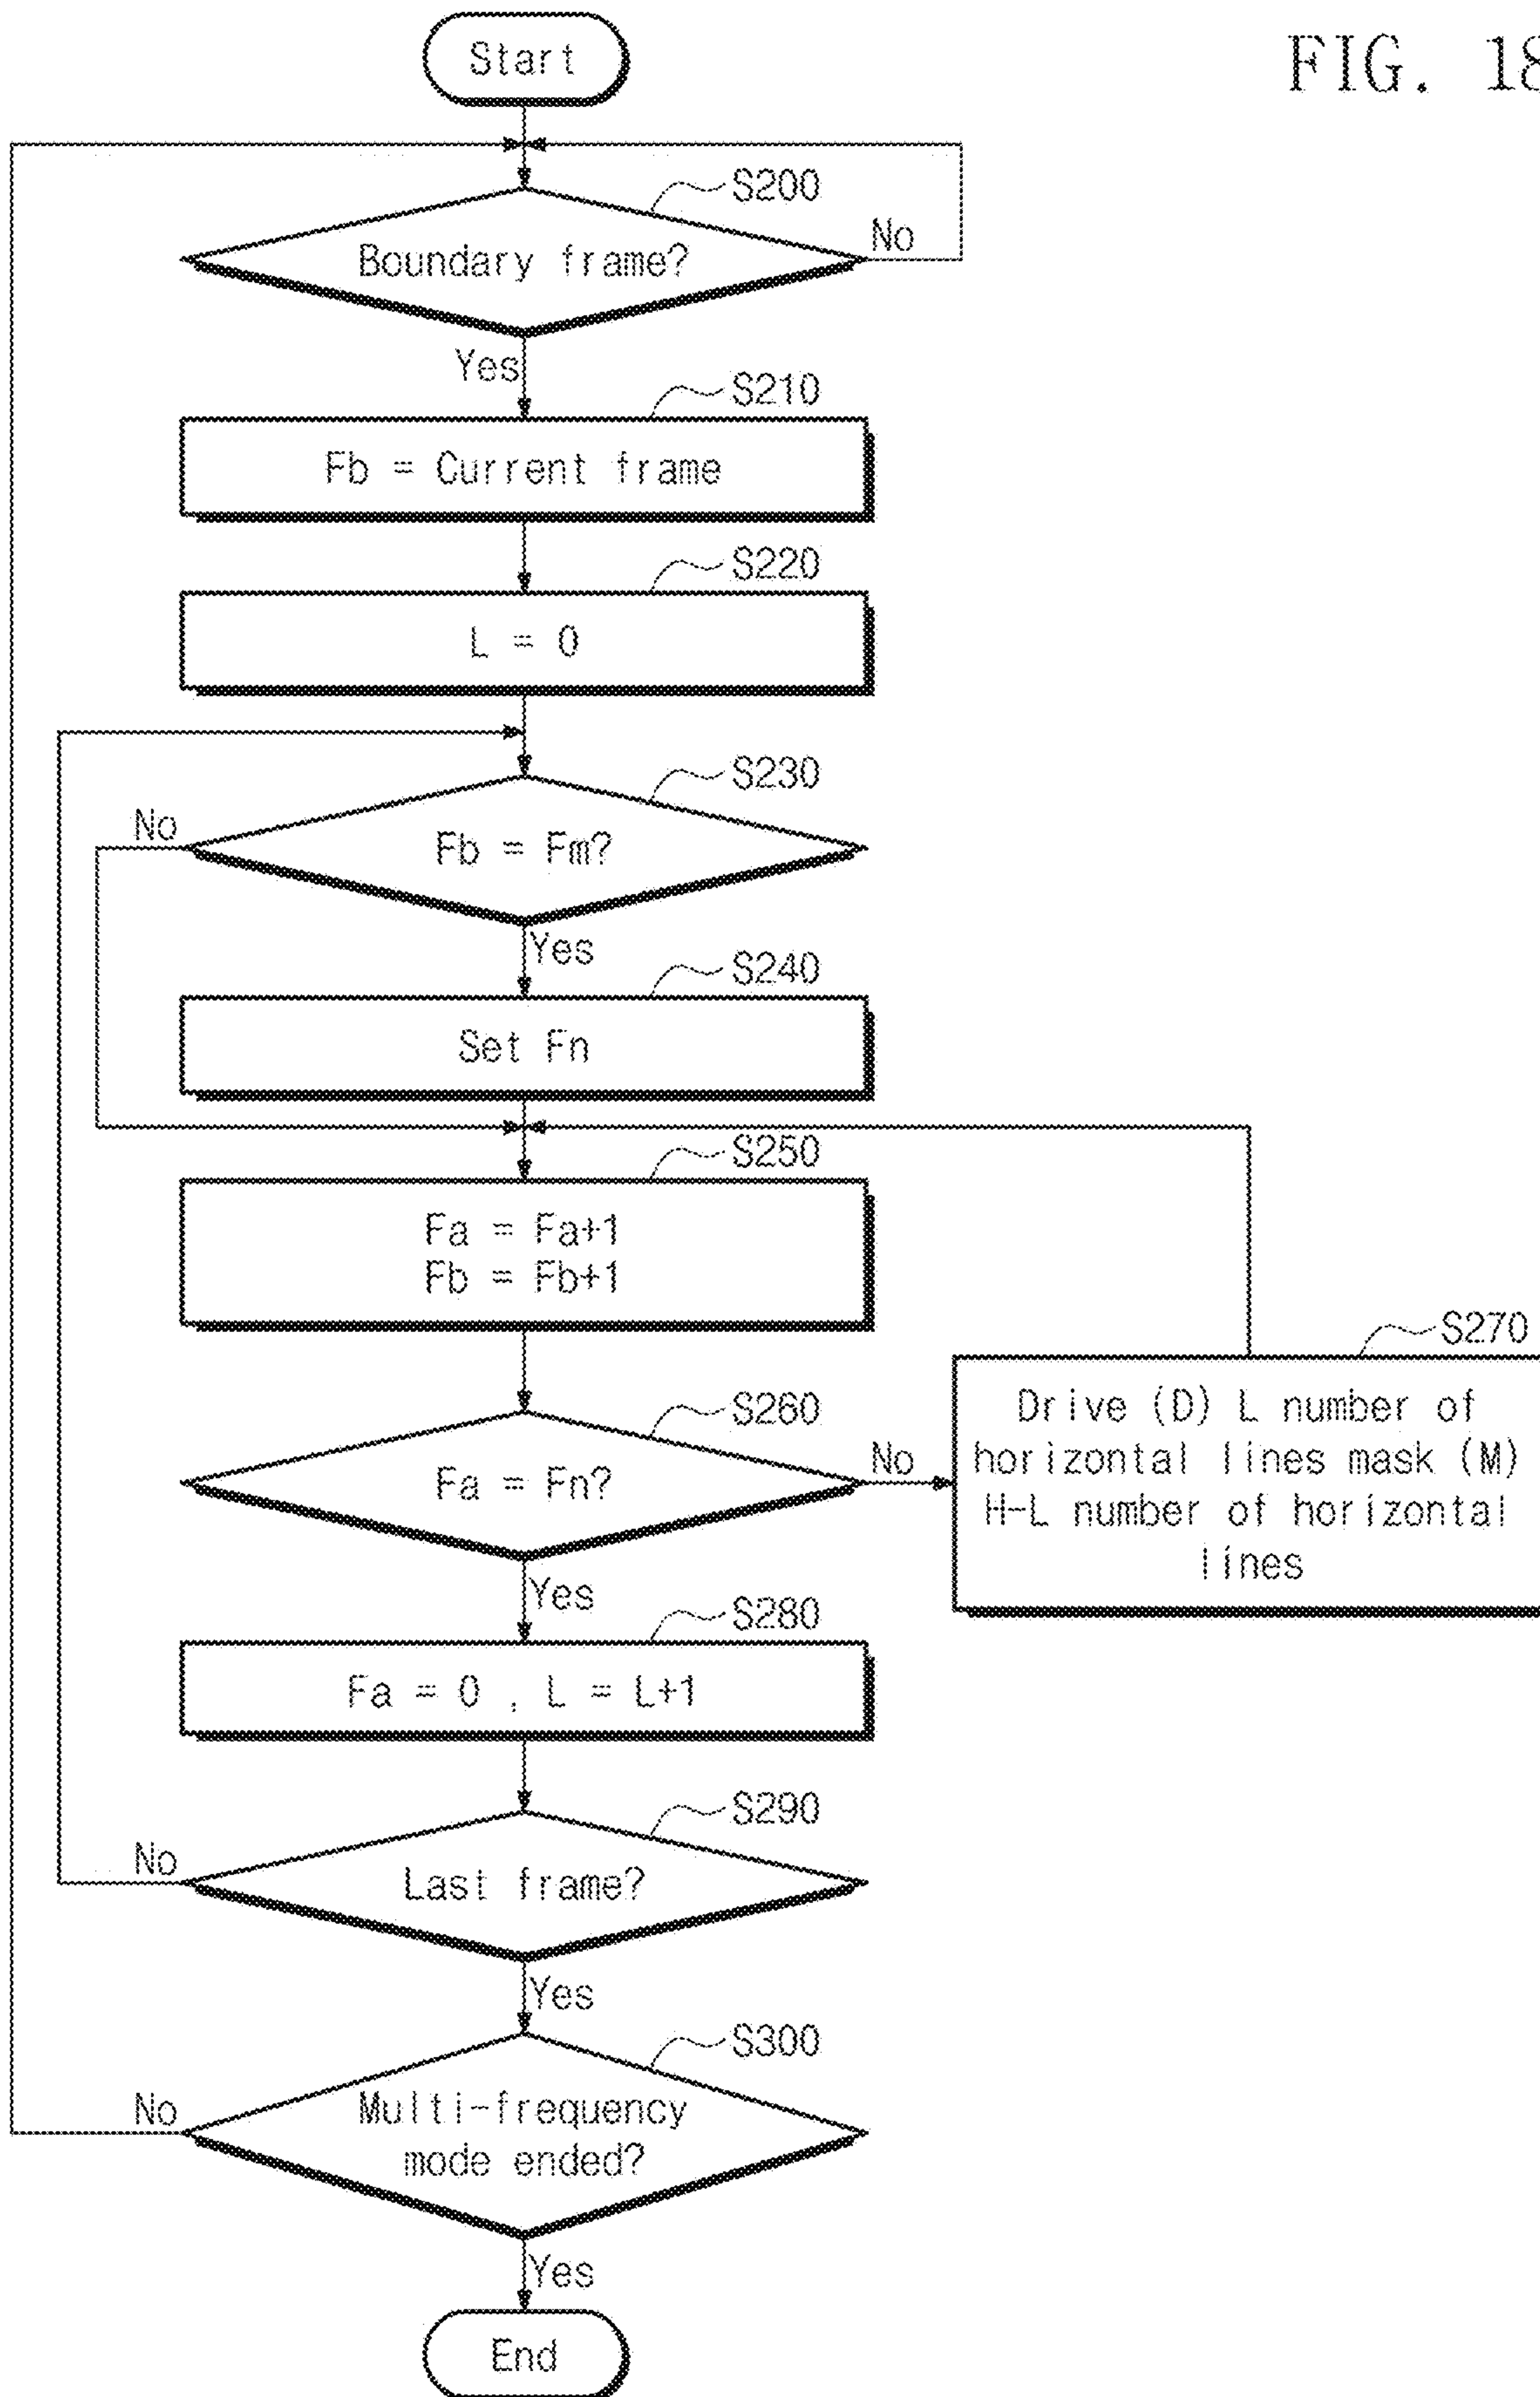 FIG. 18
Start
S200
Boundary frame?
No
Yes
S210
Fb = Current frame
S220
L = 0
S230
No
Fb = Fm?
Yes
S240
Set Fn
S250
Fa = Fa+1
Fb = Fb+1
S260
Fa = Fn?
No
S270
Drive (D) L number of
horizontal lines mask (M)
H-L number of horizontal
lines
Yes
S280
Fa = 0 , L = L+1
S290
No
Last frame?
Yes
S300
No
Multi-frequency
mode ended?
Yes
End